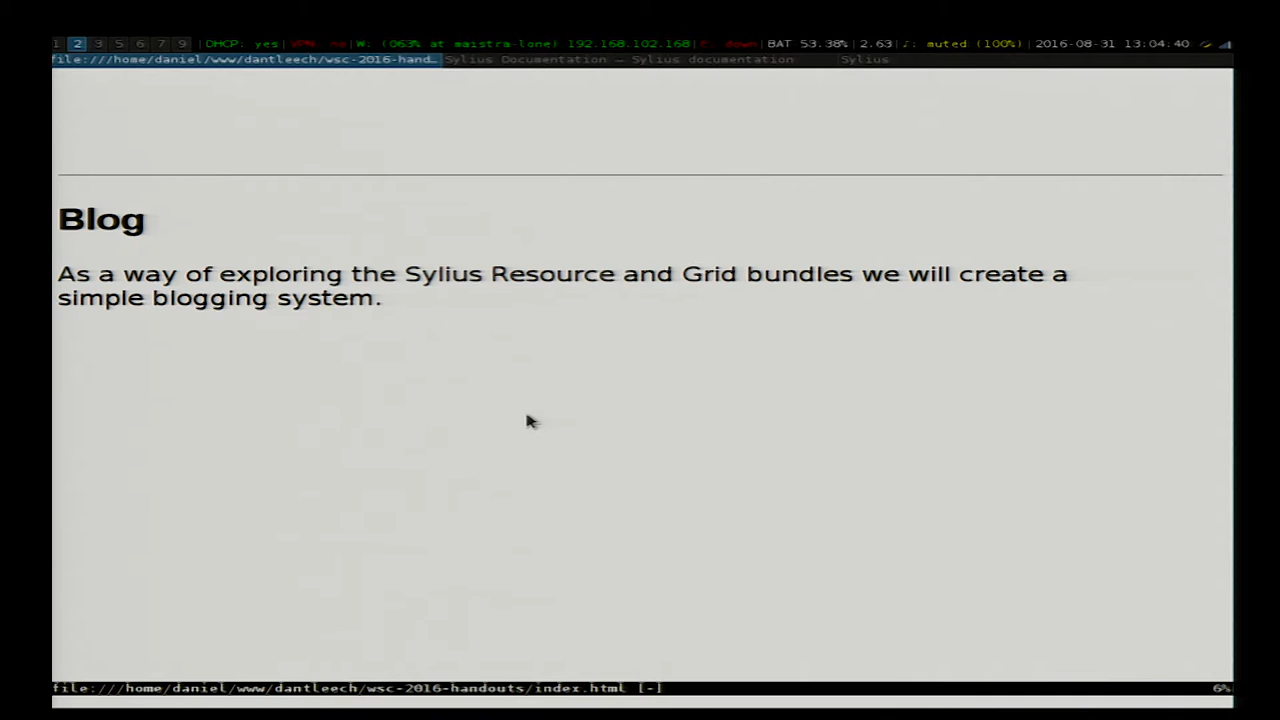 1 2 3 5 6 7 9 |DHCP: yes|VPN: no|W: (063% at maistra-lone) 192.168.102.168|E: down|BAT 53.38%|2.63|♪: muted (100%)|2016-08-31 13:04:40
file:///home/daniel/www/dantleech/wsc-2016-hand… Sylius Documentation — Sylius documentation Sylius
Blog
As a way of exploring the Sylius Resource and Grid bundles we will create a
simple blogging system.
file:///home/daniel/www/dantleech/wsc-2016-handouts/index.html [-] 6%